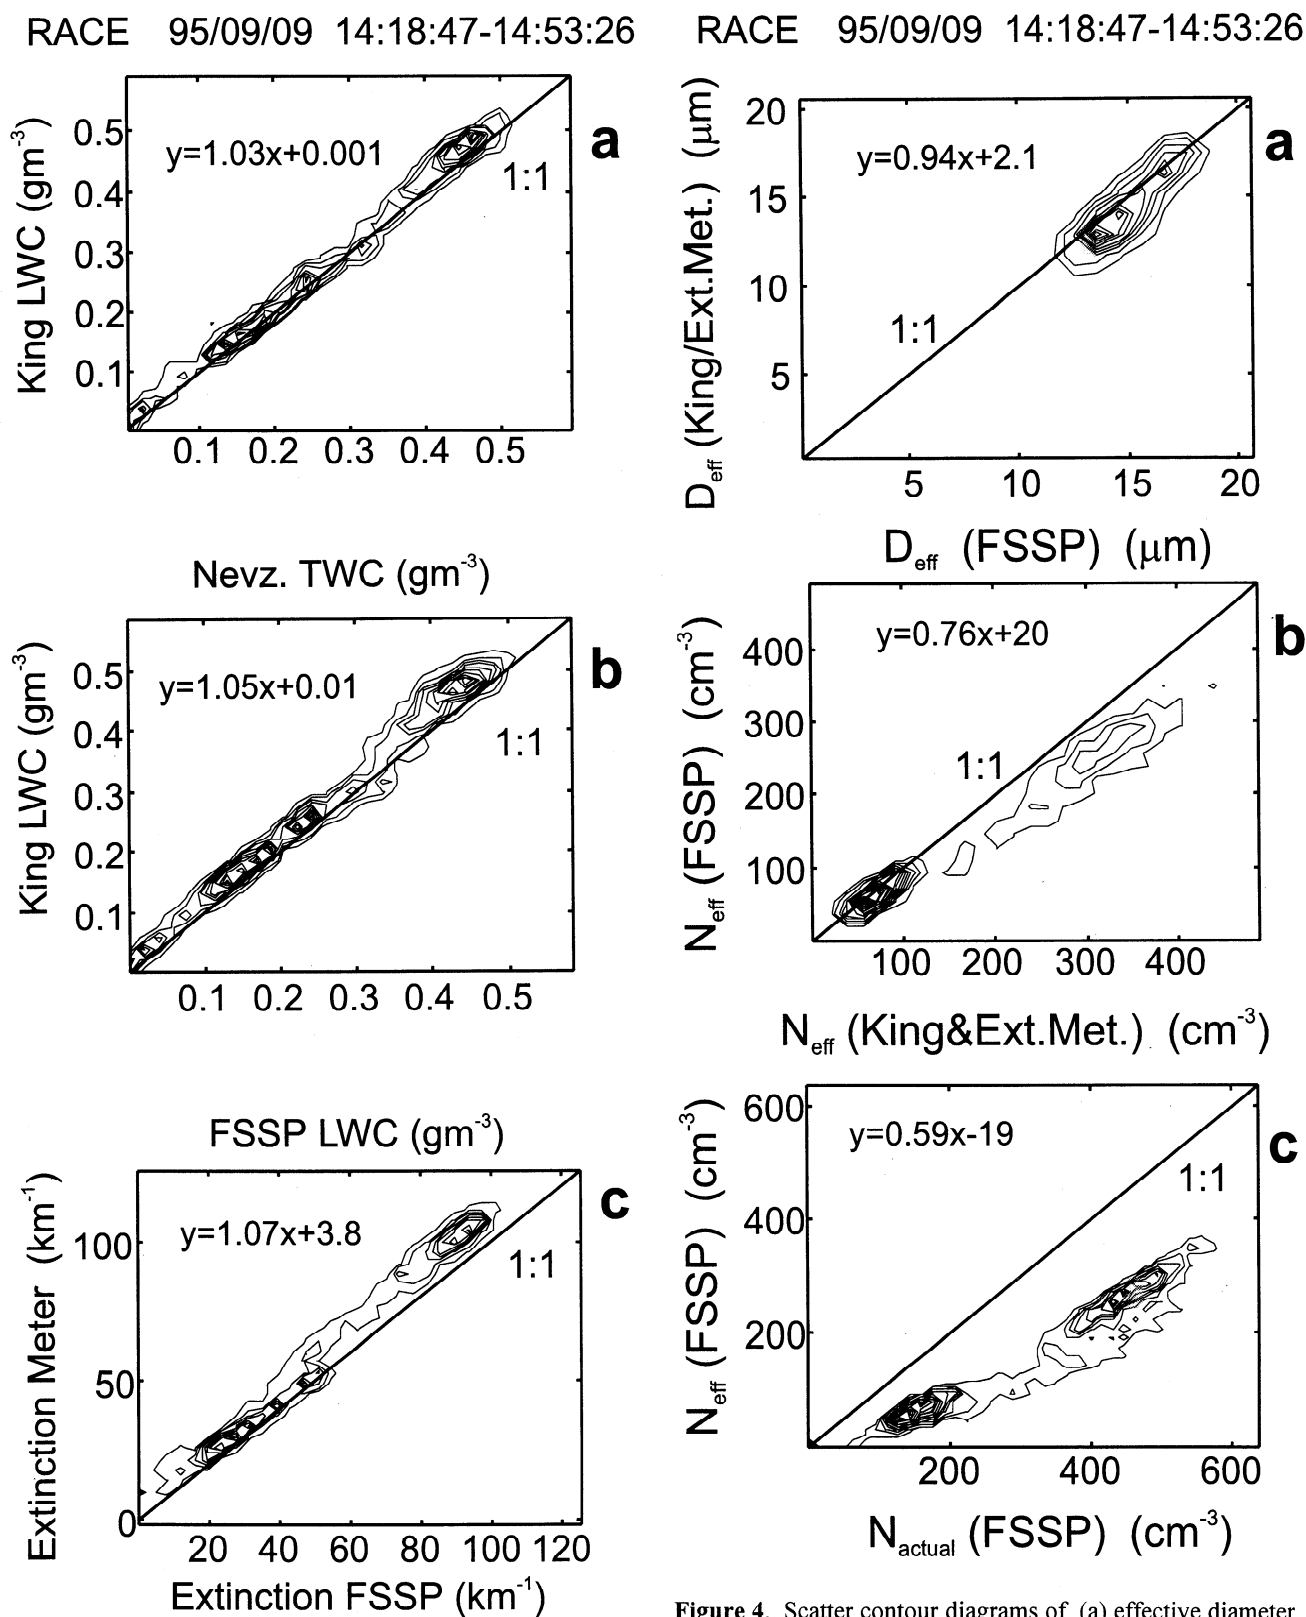 RACE 95/09/09 14:18:47-14:53:26
King LWC (gm-3)
0.5
0.4
0.3
0.2
0.1
y=1.03x+0.001
1:1
a
0.1 0.2 0.3 0.4 0.5
Nevz. TWC (gm-3)
King LWC (gm-3)
0.5
0.4
0.3
0.2
0.1
y=1.05x+0.01
1:1
b
0.1 0.2 0.3 0.4 0.5
FSSP LWC (gm-3)
Extinction Meter (km-1)
100
50
0
y=1.07x+3.8
1:1
c
20 40 60 80 100 120
Extinction FSSP (km-1)
RACE 95/09/09 14:18:47-14:53:26
Deff (King/Ext.Met.) (μm)
20
15
10
5
y=0.94x+2.1
1:1
a
5 10 15 20
Deff (FSSP) (μm)
Neff (FSSP) (cm-3)
400
300
200
100
y=0.76x+20
1:1
b
100 200 300 400
Neff (King&Ext.Met.) (cm-3)
Neff (FSSP) (cm-3)
600
400
200
y=0.59x-19
1:1
c
200 400 600
Nactual (FSSP) (cm-3)
Figure 4. Scatter contour diagrams of (a) effective diameter